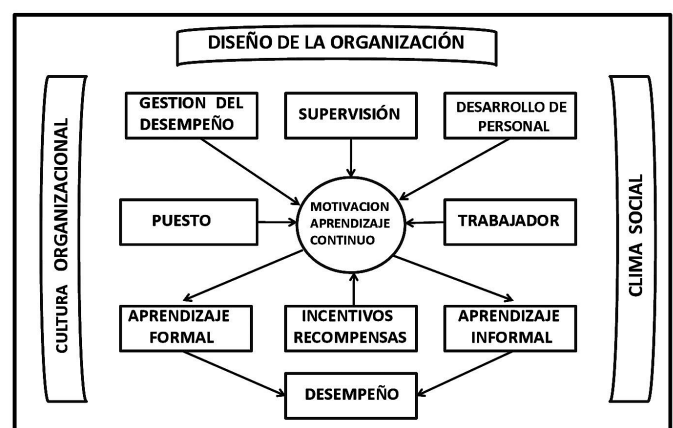 DISEÑO DE LA ORGANIZACIÓN
CULTURA ORGANIZACIONAL
GESTION DEL
DESEMPEÑO
SUPERVISIÓN
DESARROLLO DE
PERSONAL
CLIMA SOCIAL
PUESTO
MOTIVACION
APRENDIZAJE
CONTINUO
TRABAJADOR
APRENDIZAJE
FORMAL
INCENTIVOS
RECOMPENSAS
APRENDIZAJE
INFORMAL
DESEMPEÑO